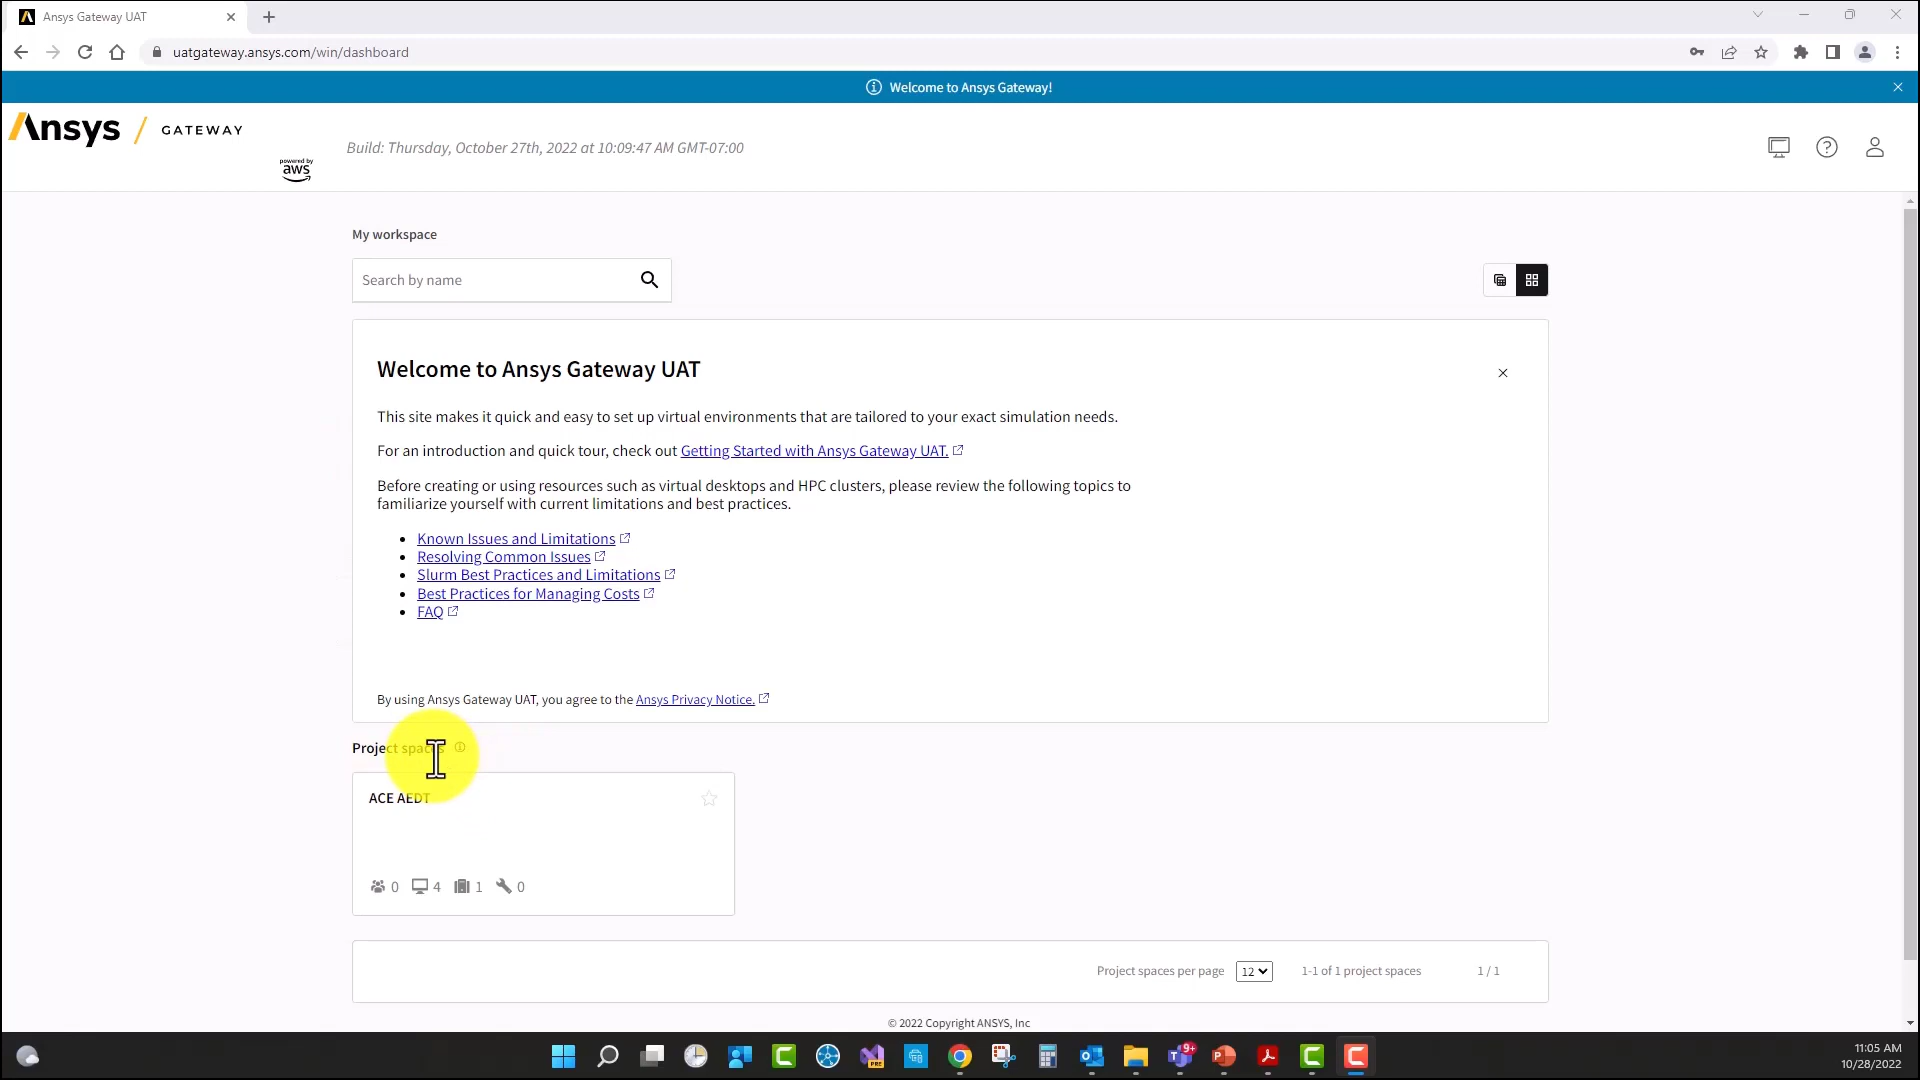 Ansys Gateway UAT
uatgateway.ansys.com/win/dashboard
Welcome to Ansys Gateway!
Ansys / GATEWAY
powered by
aws
Build: Thursday, October 27th, 2022 at 10:09:47 AM GMT-07:00
My workspace
Search by name
Welcome to Ansys Gateway UAT
This site makes it quick and easy to set up virtual environments that are tailored to your exact simulation needs.
For an introduction and quick tour, check out Getting Started with Ansys Gateway UAT.
Before creating or using resources such as virtual desktops and HPC clusters, please review the following topics to
familiarize yourself with current limitations and best practices.
• Known Issues and Limitations
• Resolving Common Issues
• Slurm Best Practices and Limitations
• Best Practices for Managing Costs
• FAQ
By using Ansys Gateway UAT, you agree to the Ansys Privacy Notice.
Project spaces
ACE AEDT
0 4 1 0
Project spaces per page 12 1-1 of 1 project spaces 1 / 1
© 2022 Copyright ANSYS, Inc
PRE
9+
11:05 AM
10/28/2022